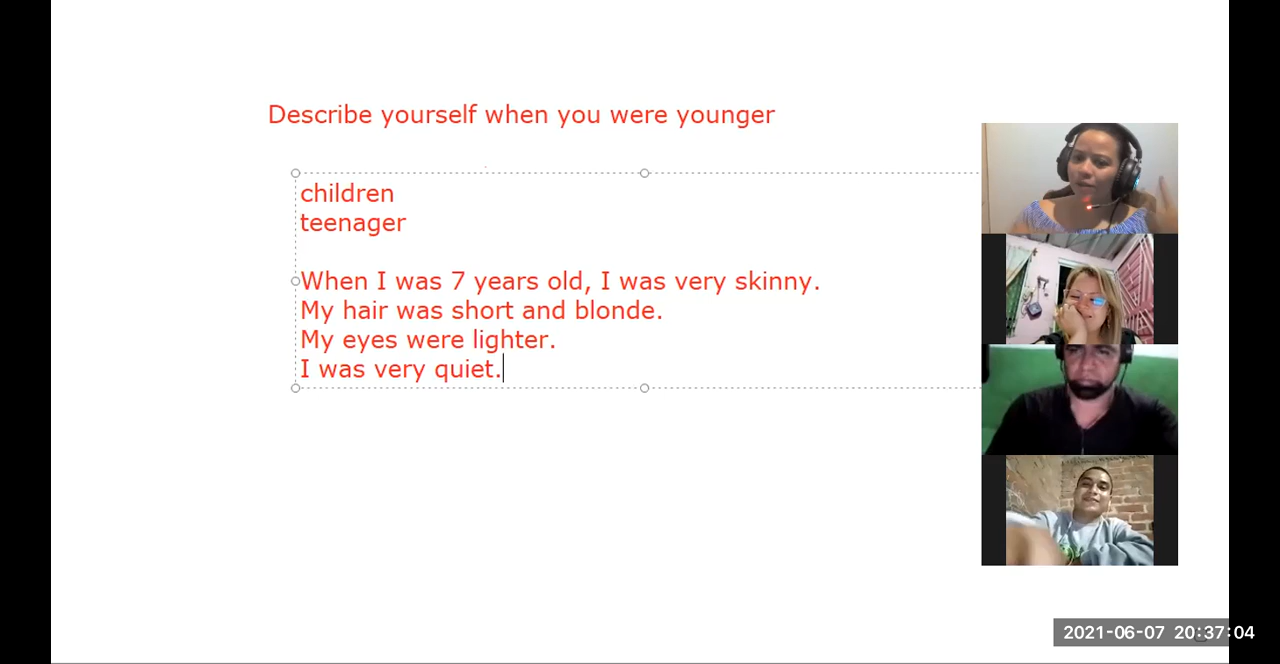 Describe yourself when you were younger
children
teenager
When I was 7 years old, I was very skinny.
My hair was short and blonde.
My eyes were lighter.
I was very quiet.
2021-06-07 20:37:04